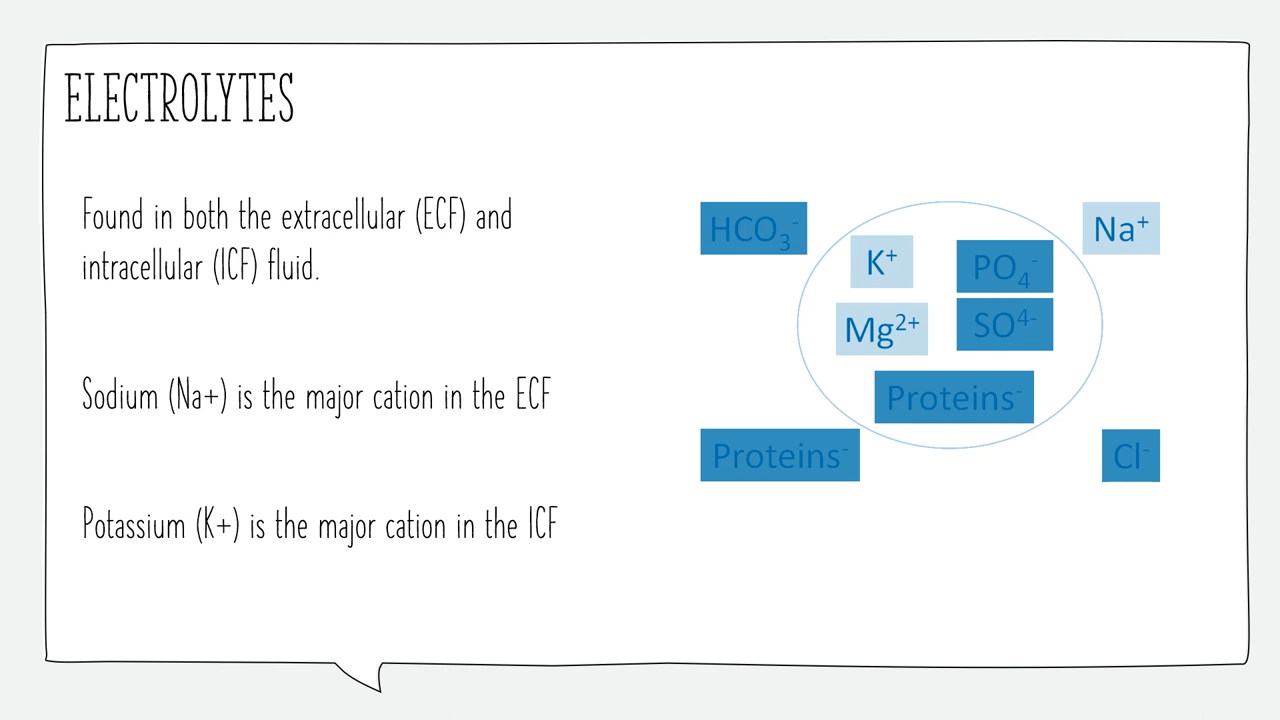 ELECTROLYTES
Found in both the extracellular (ECF) and
intracellular (ICF) fluid.
Sodium (Na+) is the major cation in the ECF
Potassium (K+) is the major cation in the ICF
HCO₃⁻
Na⁺
K⁺
PO₄⁻
Mg²⁺
SO⁴⁻
Proteins⁻
Proteins⁻
Cl⁻